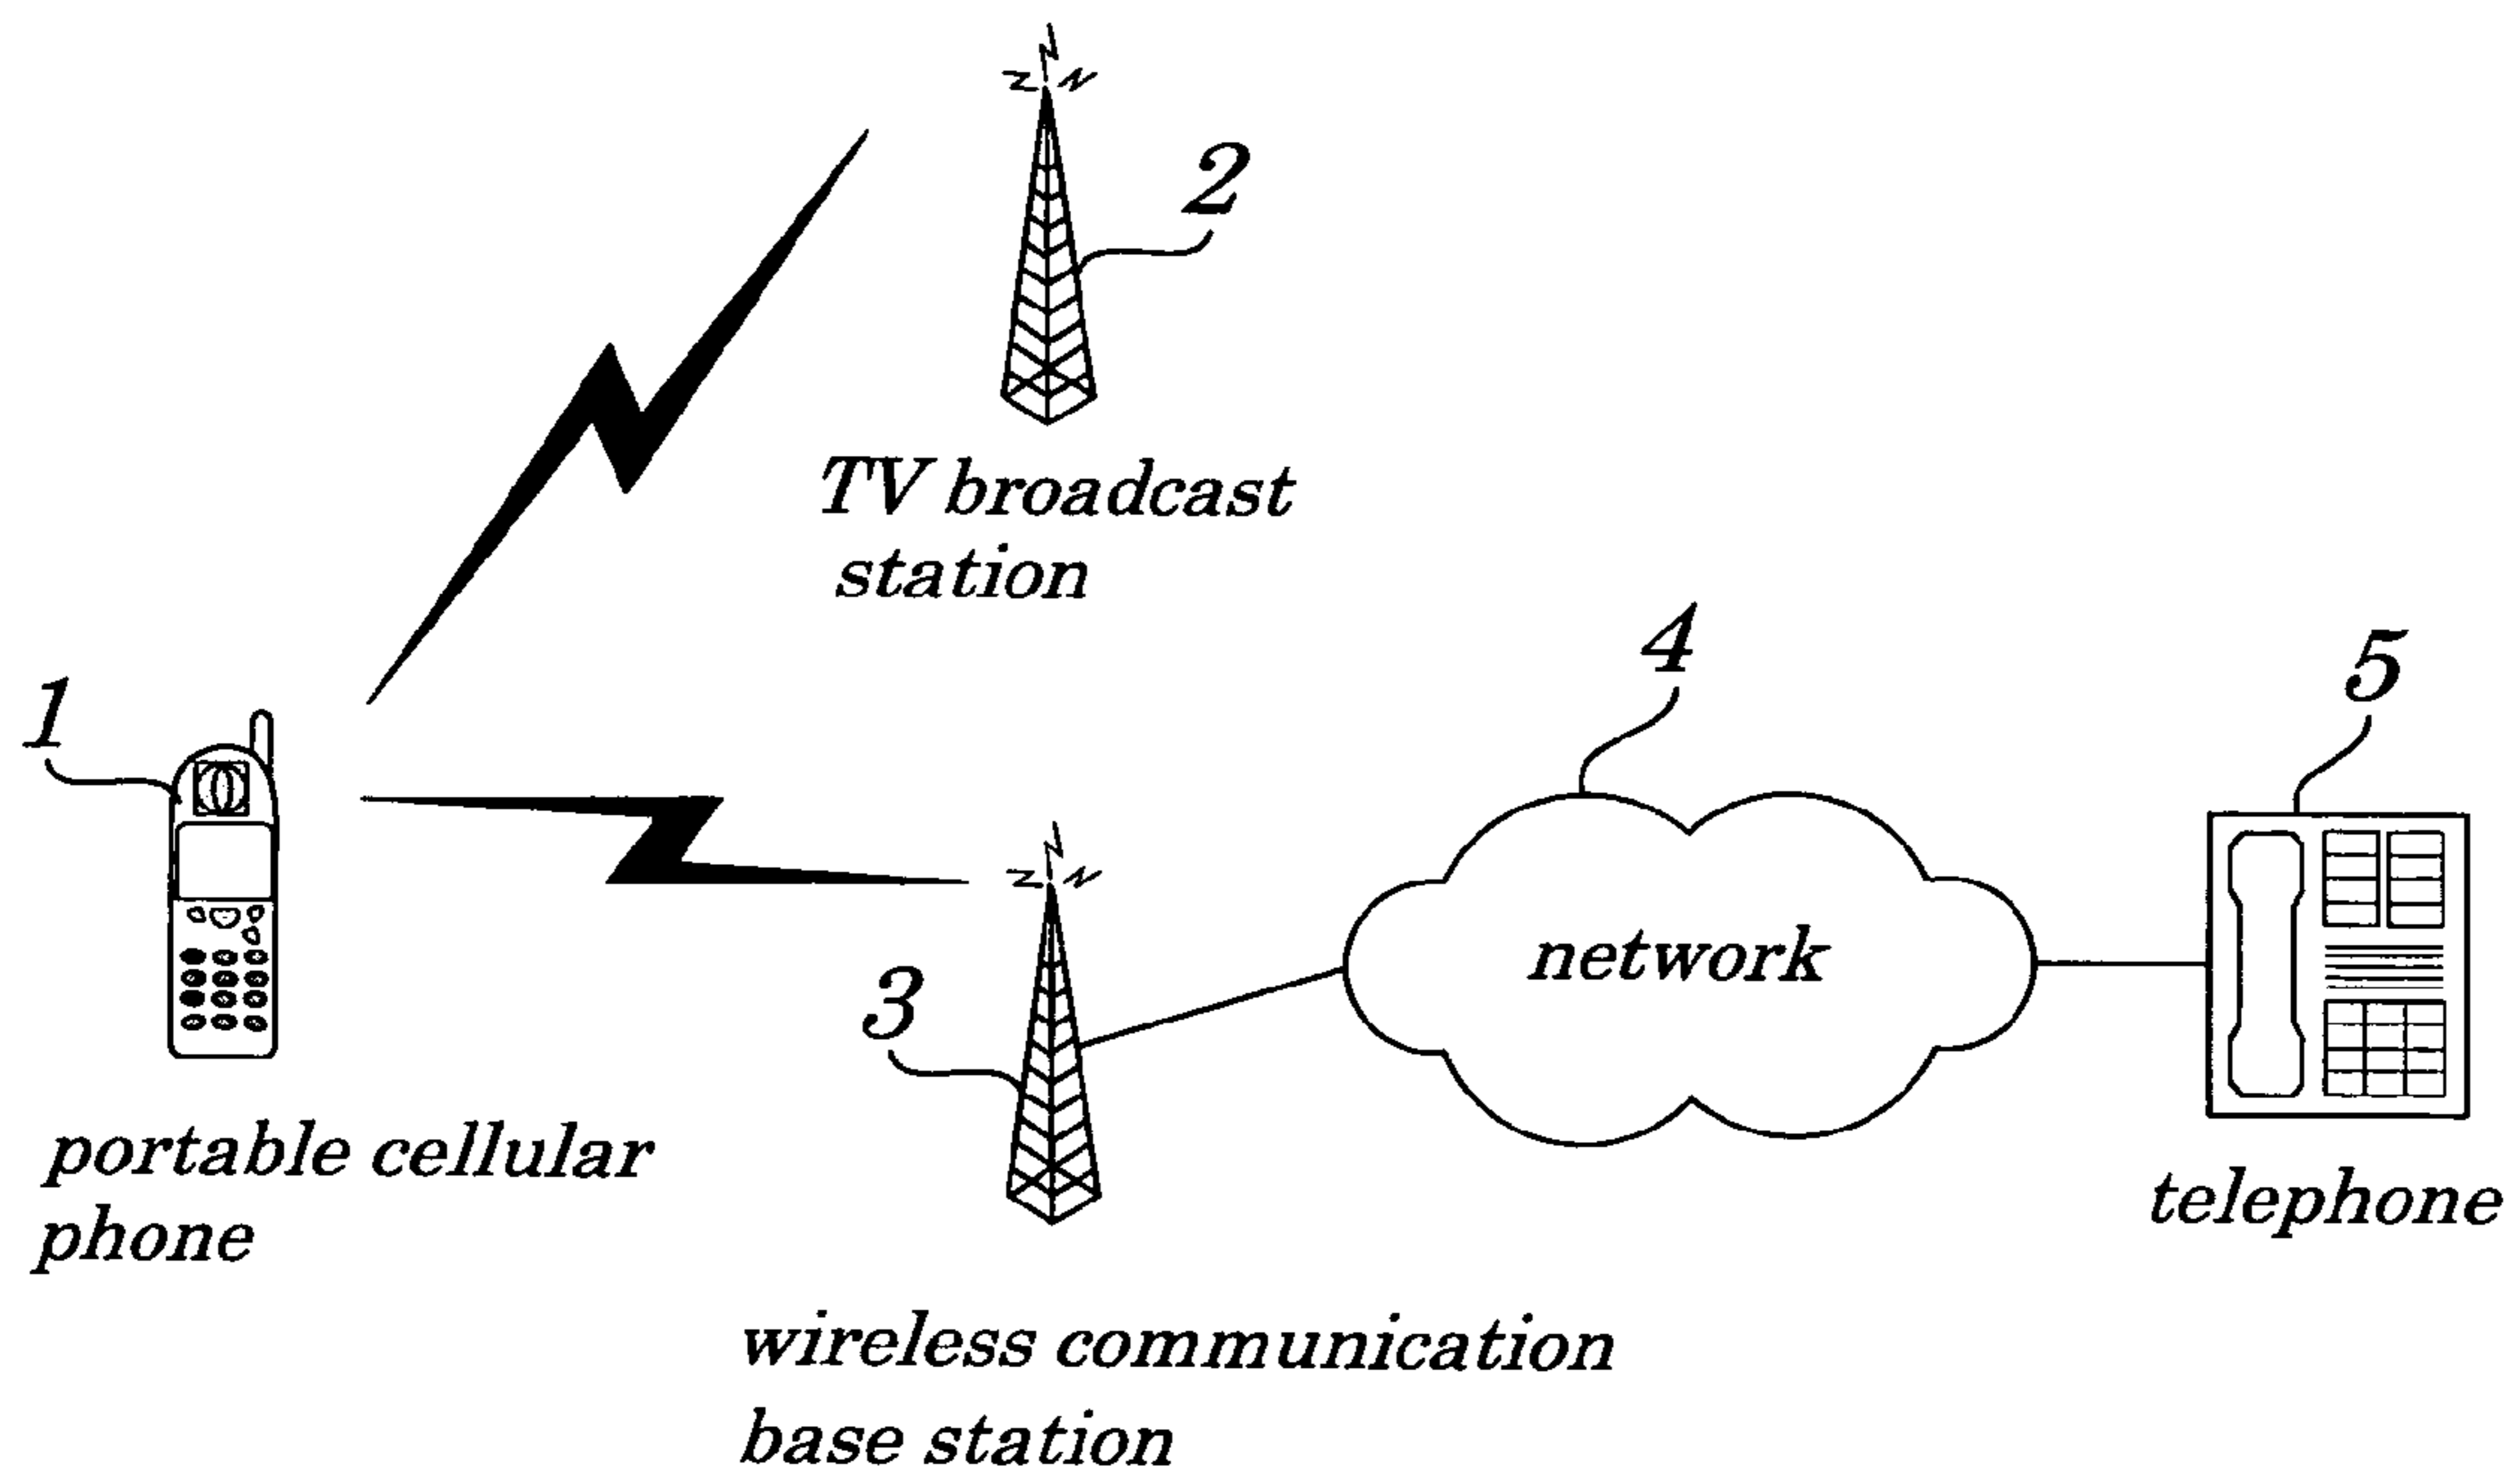 2
TV broadcast
station
4
5
1
network
3
portable cellular
phone
telephone
wireless communication
base station